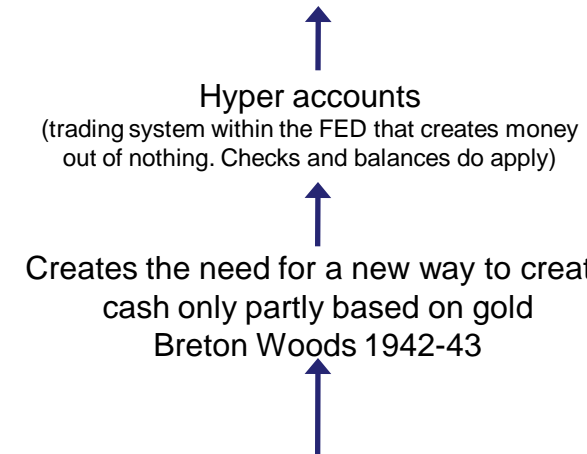 Hyper accounts
(trading system within the FED that creates money
out of nothing. Checks and balances do apply)
Creates the need for a new way to creat
cash only partly based on gold
Breton Woods 1942-43